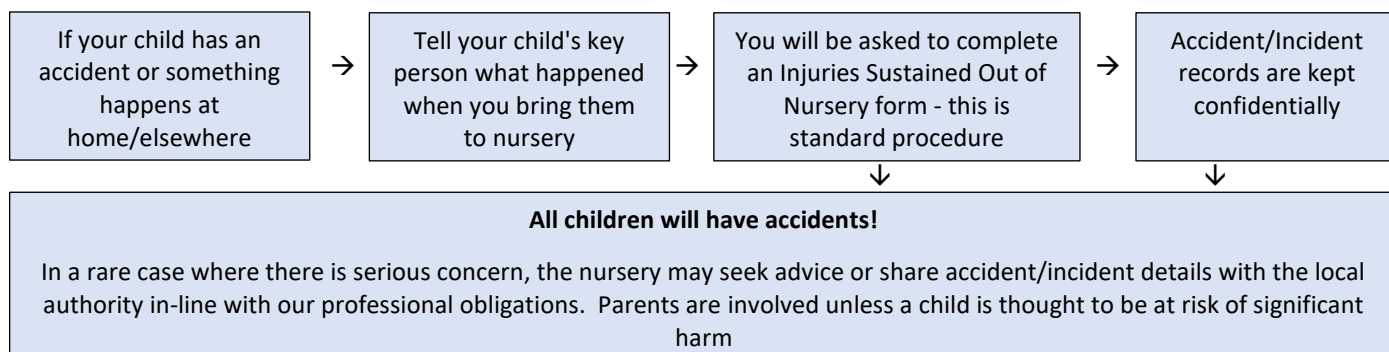 If your child has an
accident or something
happens at
home/elsewhere
→
Tell your child's key
person what happened
when you bring them
to nursery
→
You will be asked to complete
an Injuries Sustained Out of
Nursery form - this is
standard procedure
→
Accident/Incident
records are kept
confidentially
↓
↓
All children will have accidents!
In a rare case where there is serious concern, the nursery may seek advice or share accident/incident details with the local
authority in-line with our professional obligations.  Parents are involved unless a child is thought to be at risk of significant
harm